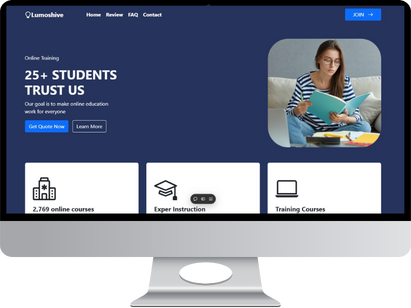 Lumoshive
Home Review FAQ Contact
JOIN
Online Training
25+ STUDENTS
TRUST US
Our goal is to make online education
work for everyone
Get Quote Now
Learn More
2,769 online courses
Exper Instruction
Training Courses